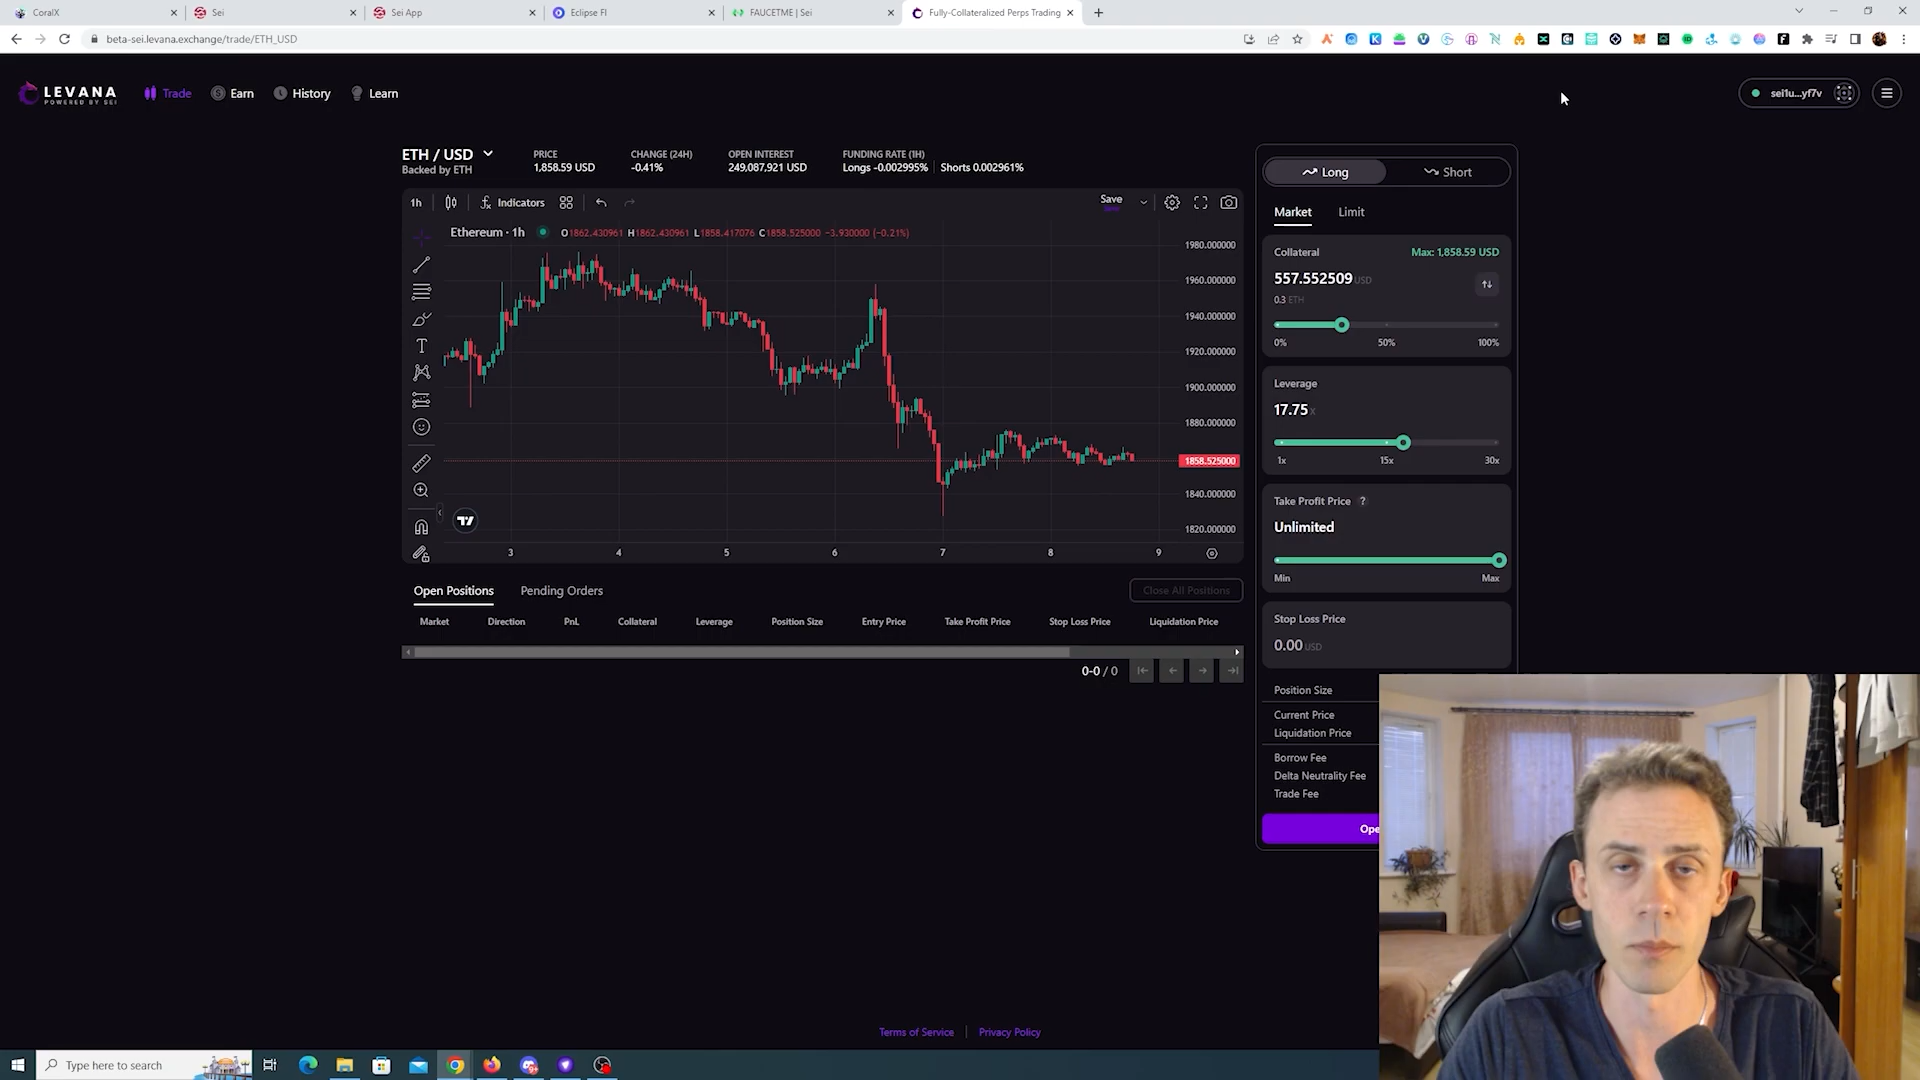 CoralX
Sei
Sei App
Eclipse FI
FAUCETME | Sei
Fully-Collateralized Perps Trading
beta-sei.levana.exchange/trade/ETH_USD
LEVANA
POWERED BY SEI
Trade
Earn
History
Learn
sei1u...yf7v
ETH / USD
Backed by ETH
PRICE
1,858.59 USD
CHANGE (24H)
-0.41%
OPEN INTEREST
249,087,921 USD
FUNDING RATE (1H)
Longs -0.002995% | Shorts 0.002961%
1h
Indicators
Save
Ethereum · 1h O1862.430961 H1862.430961 L1858.417076 C1858.525000 −3.930000 (−0.21%)
1980.000000
1960.000000
1940.000000
1920.000000
1900.000000
1880.000000
1858.525000
1840.000000
1820.000000
3 4 5 6 7 8 9
Long
Short
Market
Limit
Collateral
Max: 1,858.59 USD
557.552509 USD
0.3 ETH
0% 50% 100%
Leverage
17.75x
1x 15x 30x
Take Profit Price ?
Unlimited
Min Max
Stop Loss Price
0.00 USD
Position Size
Current Price
Liquidation Price
Borrow Fee
Delta Neutrality Fee
Trade Fee
Ope
Open Positions
Pending Orders
Close All Positions
Market Direction PnL Collateral Leverage Position Size Entry Price Take Profit Price Stop Loss Price Liquidation Price
0-0 / 0
Terms of Service | Privacy Policy
Type here to search